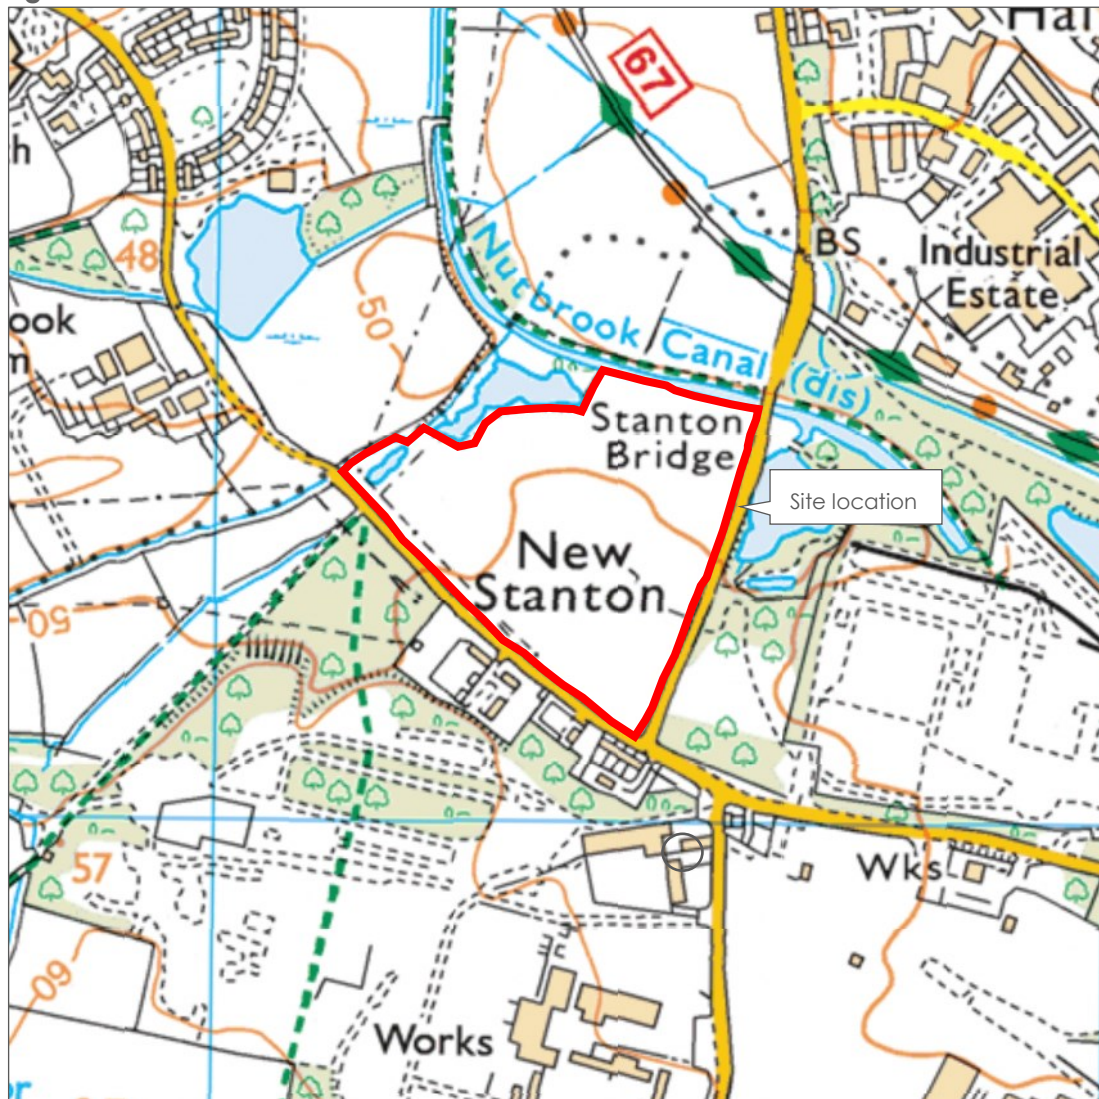 67
BS
Industrial
Estate
48
50
ook
Nutbrook Canal (dis)
Stanton
Bridge
Site location
New
Stanton
50
57
Wks
60
Works
or